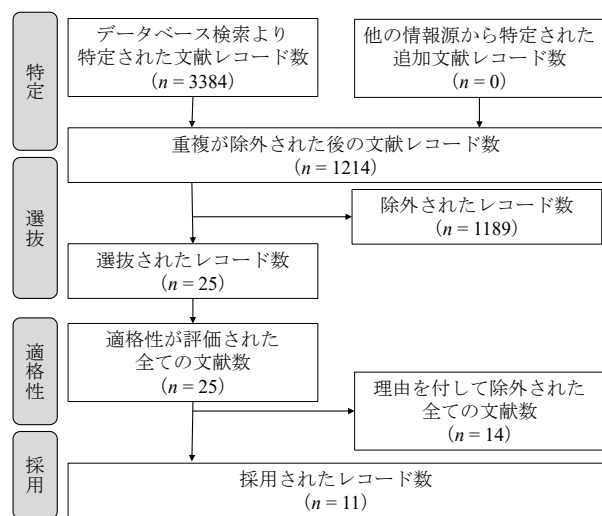 特定
データベース検索より
特定された文献レコード数
(n = 3384)
他の情報源から特定された
追加文献レコード数
(n = 0)
重複が除外された後の文献レコード数
(n = 1214)
選抜
除外されたレコード数
(n = 1189)
選抜されたレコード数
(n = 25)
適格性
適格性が評価された
全ての文献数
(n = 25)
理由を付して除外された
全ての文献数
(n = 14)
採用
採用されたレコード数
(n = 11)